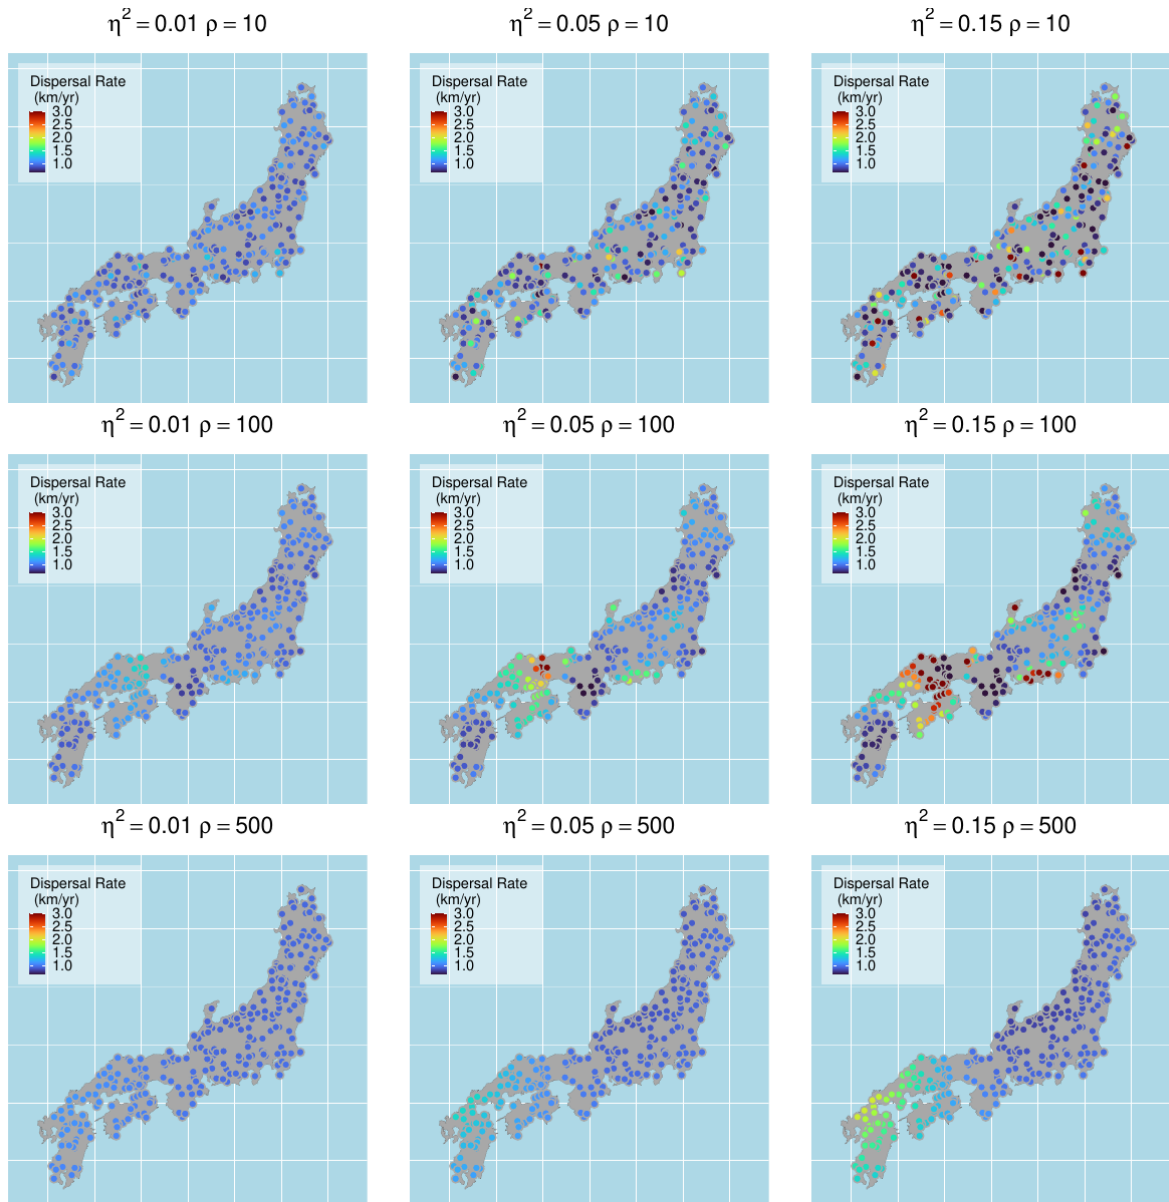 η² = 0.01 ρ = 10
Dispersal Rate
(km/yr)
3.0
2.5
2.0
1.5
1.0
η² = 0.05 ρ = 10
Dispersal Rate
(km/yr)
3.0
2.5
2.0
1.5
1.0
η² = 0.15 ρ = 10
Dispersal Rate
(km/yr)
3.0
2.5
2.0
1.5
1.0
η² = 0.01 ρ = 100
Dispersal Rate
(km/yr)
3.0
2.5
2.0
1.5
1.0
η² = 0.05 ρ = 100
Dispersal Rate
(km/yr)
3.0
2.5
2.0
1.5
1.0
η² = 0.15 ρ = 100
Dispersal Rate
(km/yr)
3.0
2.5
2.0
1.5
1.0
η² = 0.01 ρ = 500
Dispersal Rate
(km/yr)
3.0
2.5
2.0
1.5
1.0
η² = 0.05 ρ = 500
Dispersal Rate
(km/yr)
3.0
2.5
2.0
1.5
1.0
η² = 0.15 ρ = 500
Dispersal Rate
(km/yr)
3.0
2.5
2.0
1.5
1.0